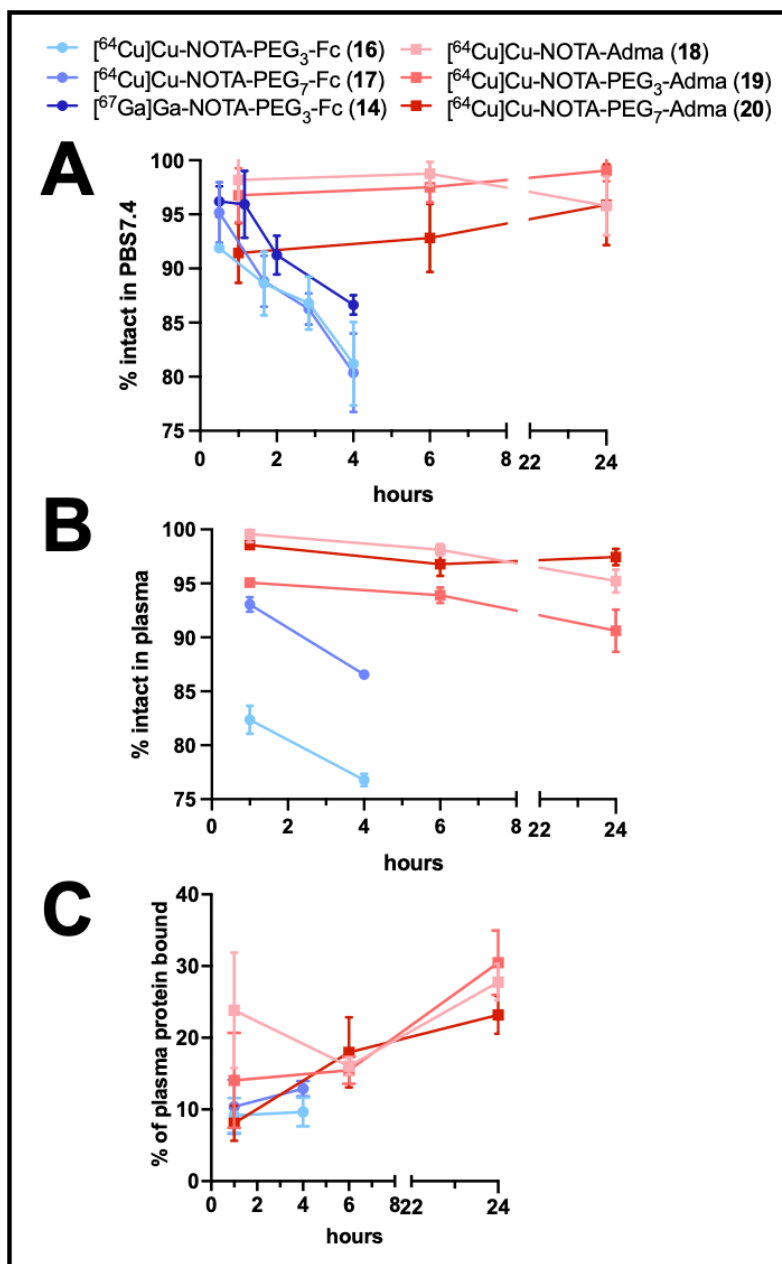 [⁶⁴Cu]Cu-NOTA-PEG₃-Fc (16)
[⁶⁴Cu]Cu-NOTA-PEG₇-Fc (17)
[⁶⁷Ga]Ga-NOTA-PEG₃-Fc (14)
[⁶⁴Cu]Cu-NOTA-Adma (18)
[⁶⁴Cu]Cu-NOTA-PEG₃-Adma (19)
[⁶⁴Cu]Cu-NOTA-PEG₇-Adma (20)
A
% intact in PBS7.4
100
95
90
85
80
75
0 2 4 6 8 22 24
hours
B
% intact in plasma
100
95
90
85
80
75
0 2 4 6 8 22 24
hours
C
% of plasma protein bound
40
30
20
10
0
0 2 4 6 8 22 24
hours